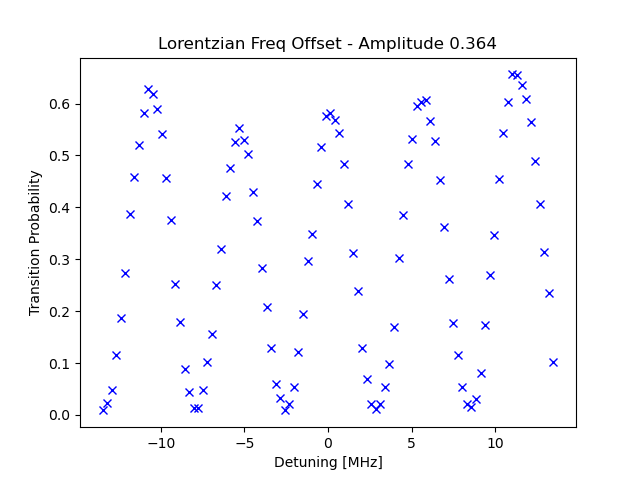 Lorentzian Freq Offset - Amplitude 0.364
Transition Probability
0.6
0.5
0.4
0.3
0.2
0.1
0.0
−10 −5 0 5 10
Detuning [MHz]